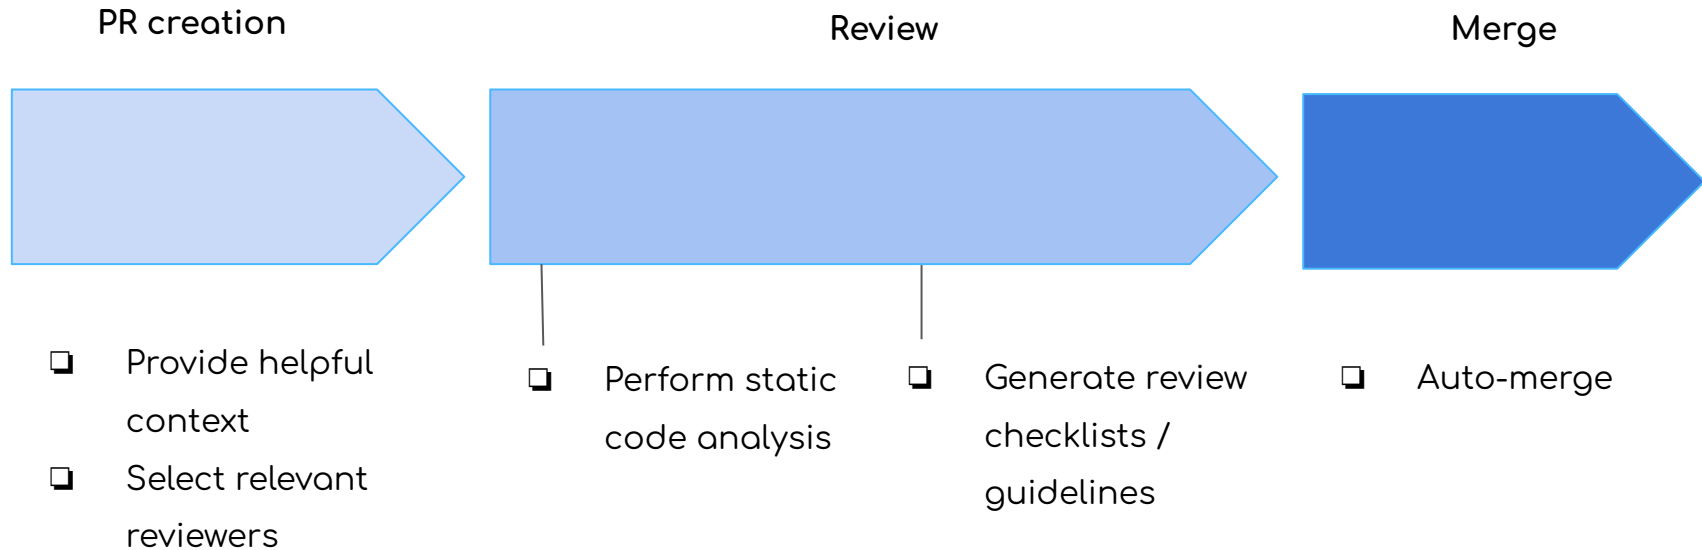 PR creation
Review
Merge
❏ Provide helpful
context
❏ Select relevant
reviewers
❏ Perform static
code analysis
❏ Generate review
checklists /
guidelines
❏ Auto-merge